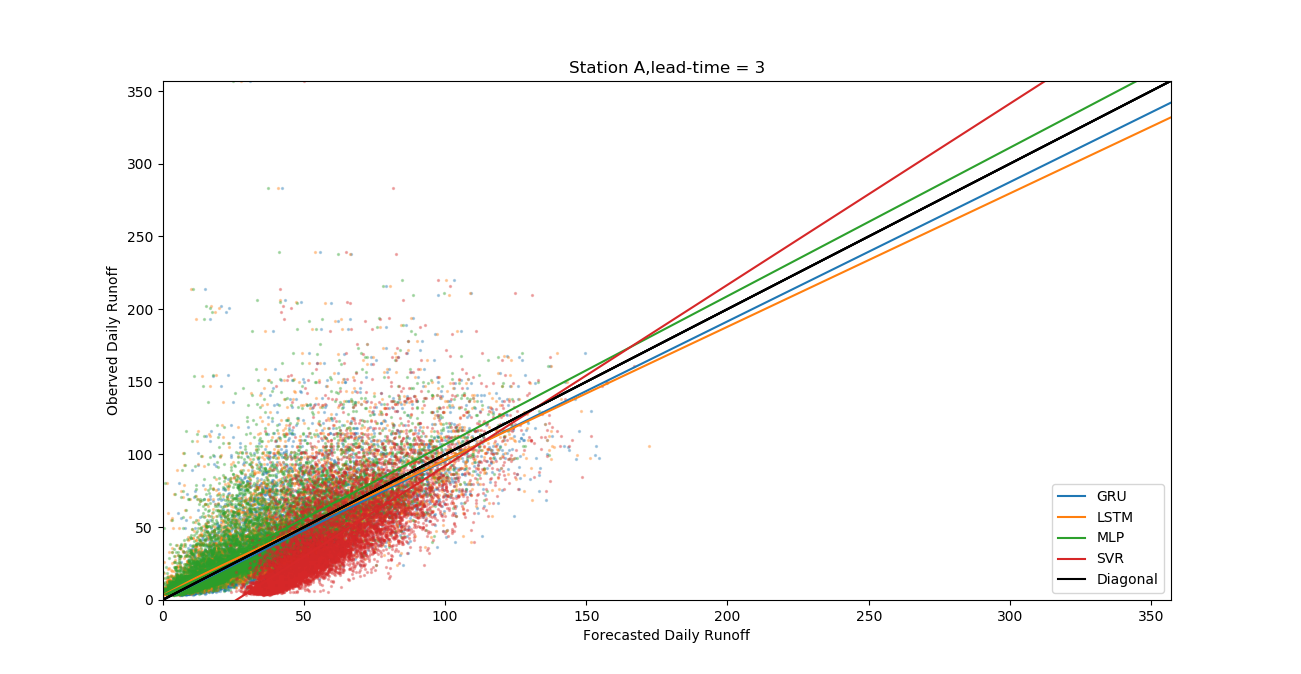 Station A,lead-time = 3
350
300
250
200
150
100
50
0
Oberved Daily Runoff
0
50
100
150
200
250
300
350
Forecasted Daily Runoff
GRU
LSTM
MLP
SVR
Diagonal